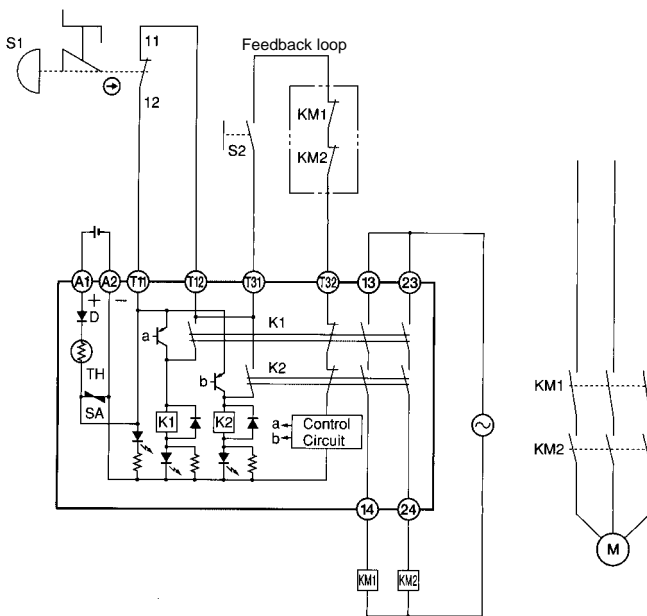 Feedback loop
S1
11
12
KM1
KM2
S2
A1
A2
T11
T12
T31
T32
13
23
+
−
D
TH
SA
a
b
K1
K2
K1
K2
a
b
Control
Circuit
14
24
KM1
KM2
KM1
KM2
M